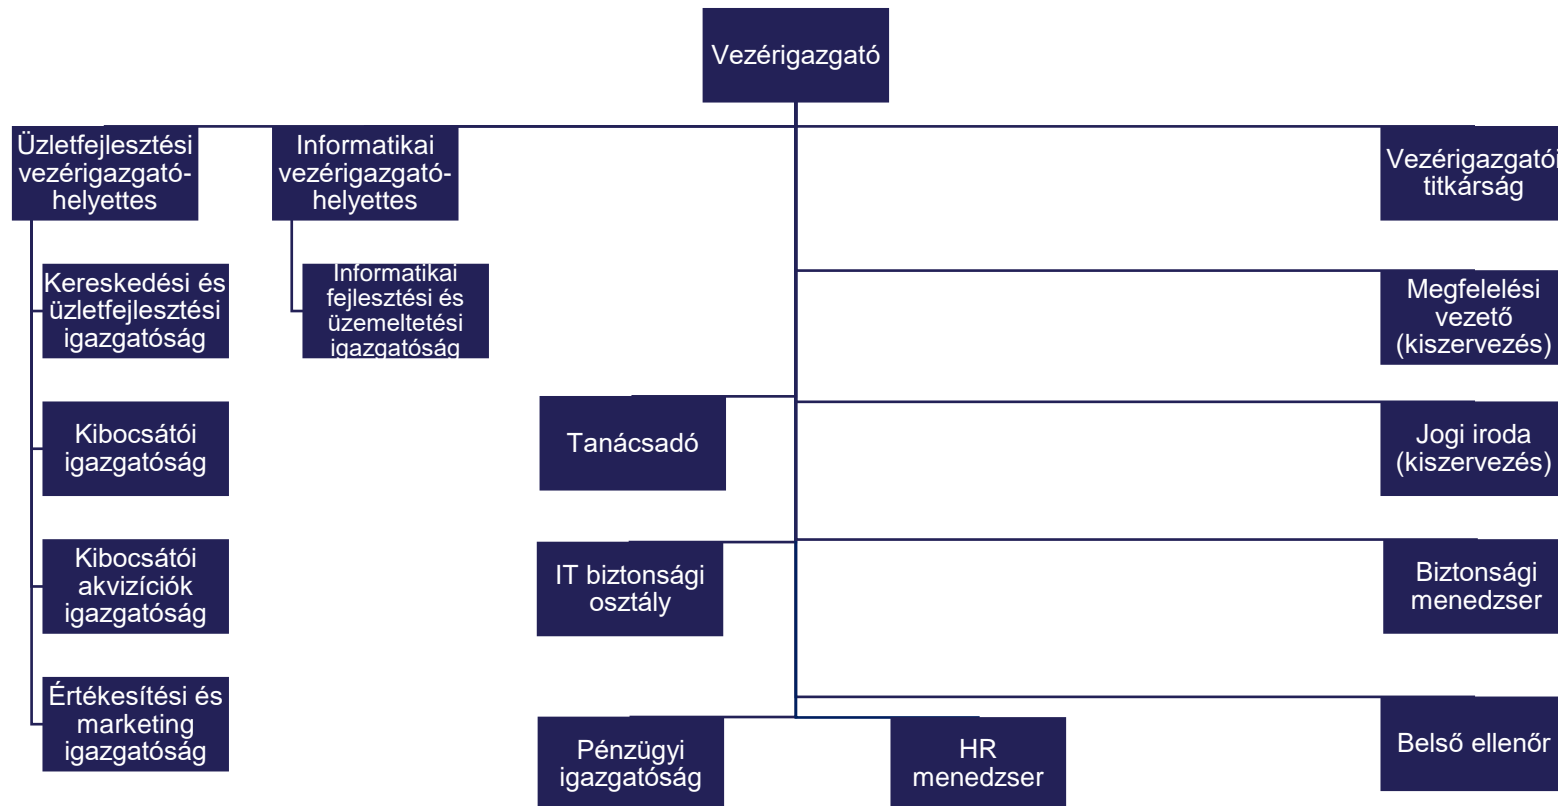 Vezérigazgató
Üzletfejlesztési
vezérigazgató-
helyettes
Informatikai
vezérigazgató-
helyettes
Vezérigazgatói
titkárság
Kereskedési és
üzletfejlesztési
igazgatóság
Informatikai
fejlesztési és
üzemeltetési
igazgatóság
Megfelelési
vezető
(kiszervezés)
Tanácsadó
Kibocsátói
igazgatóság
Jogi iroda
(kiszervezés)
Kibocsátói
akvizíciók
igazgatóság
IT biztonsági
osztály
Biztonsági
menedzser
Értékesítési és
marketing
igazgatóság
Pénzügyi
igazgatóság
HR
menedzser
Belső ellenőr